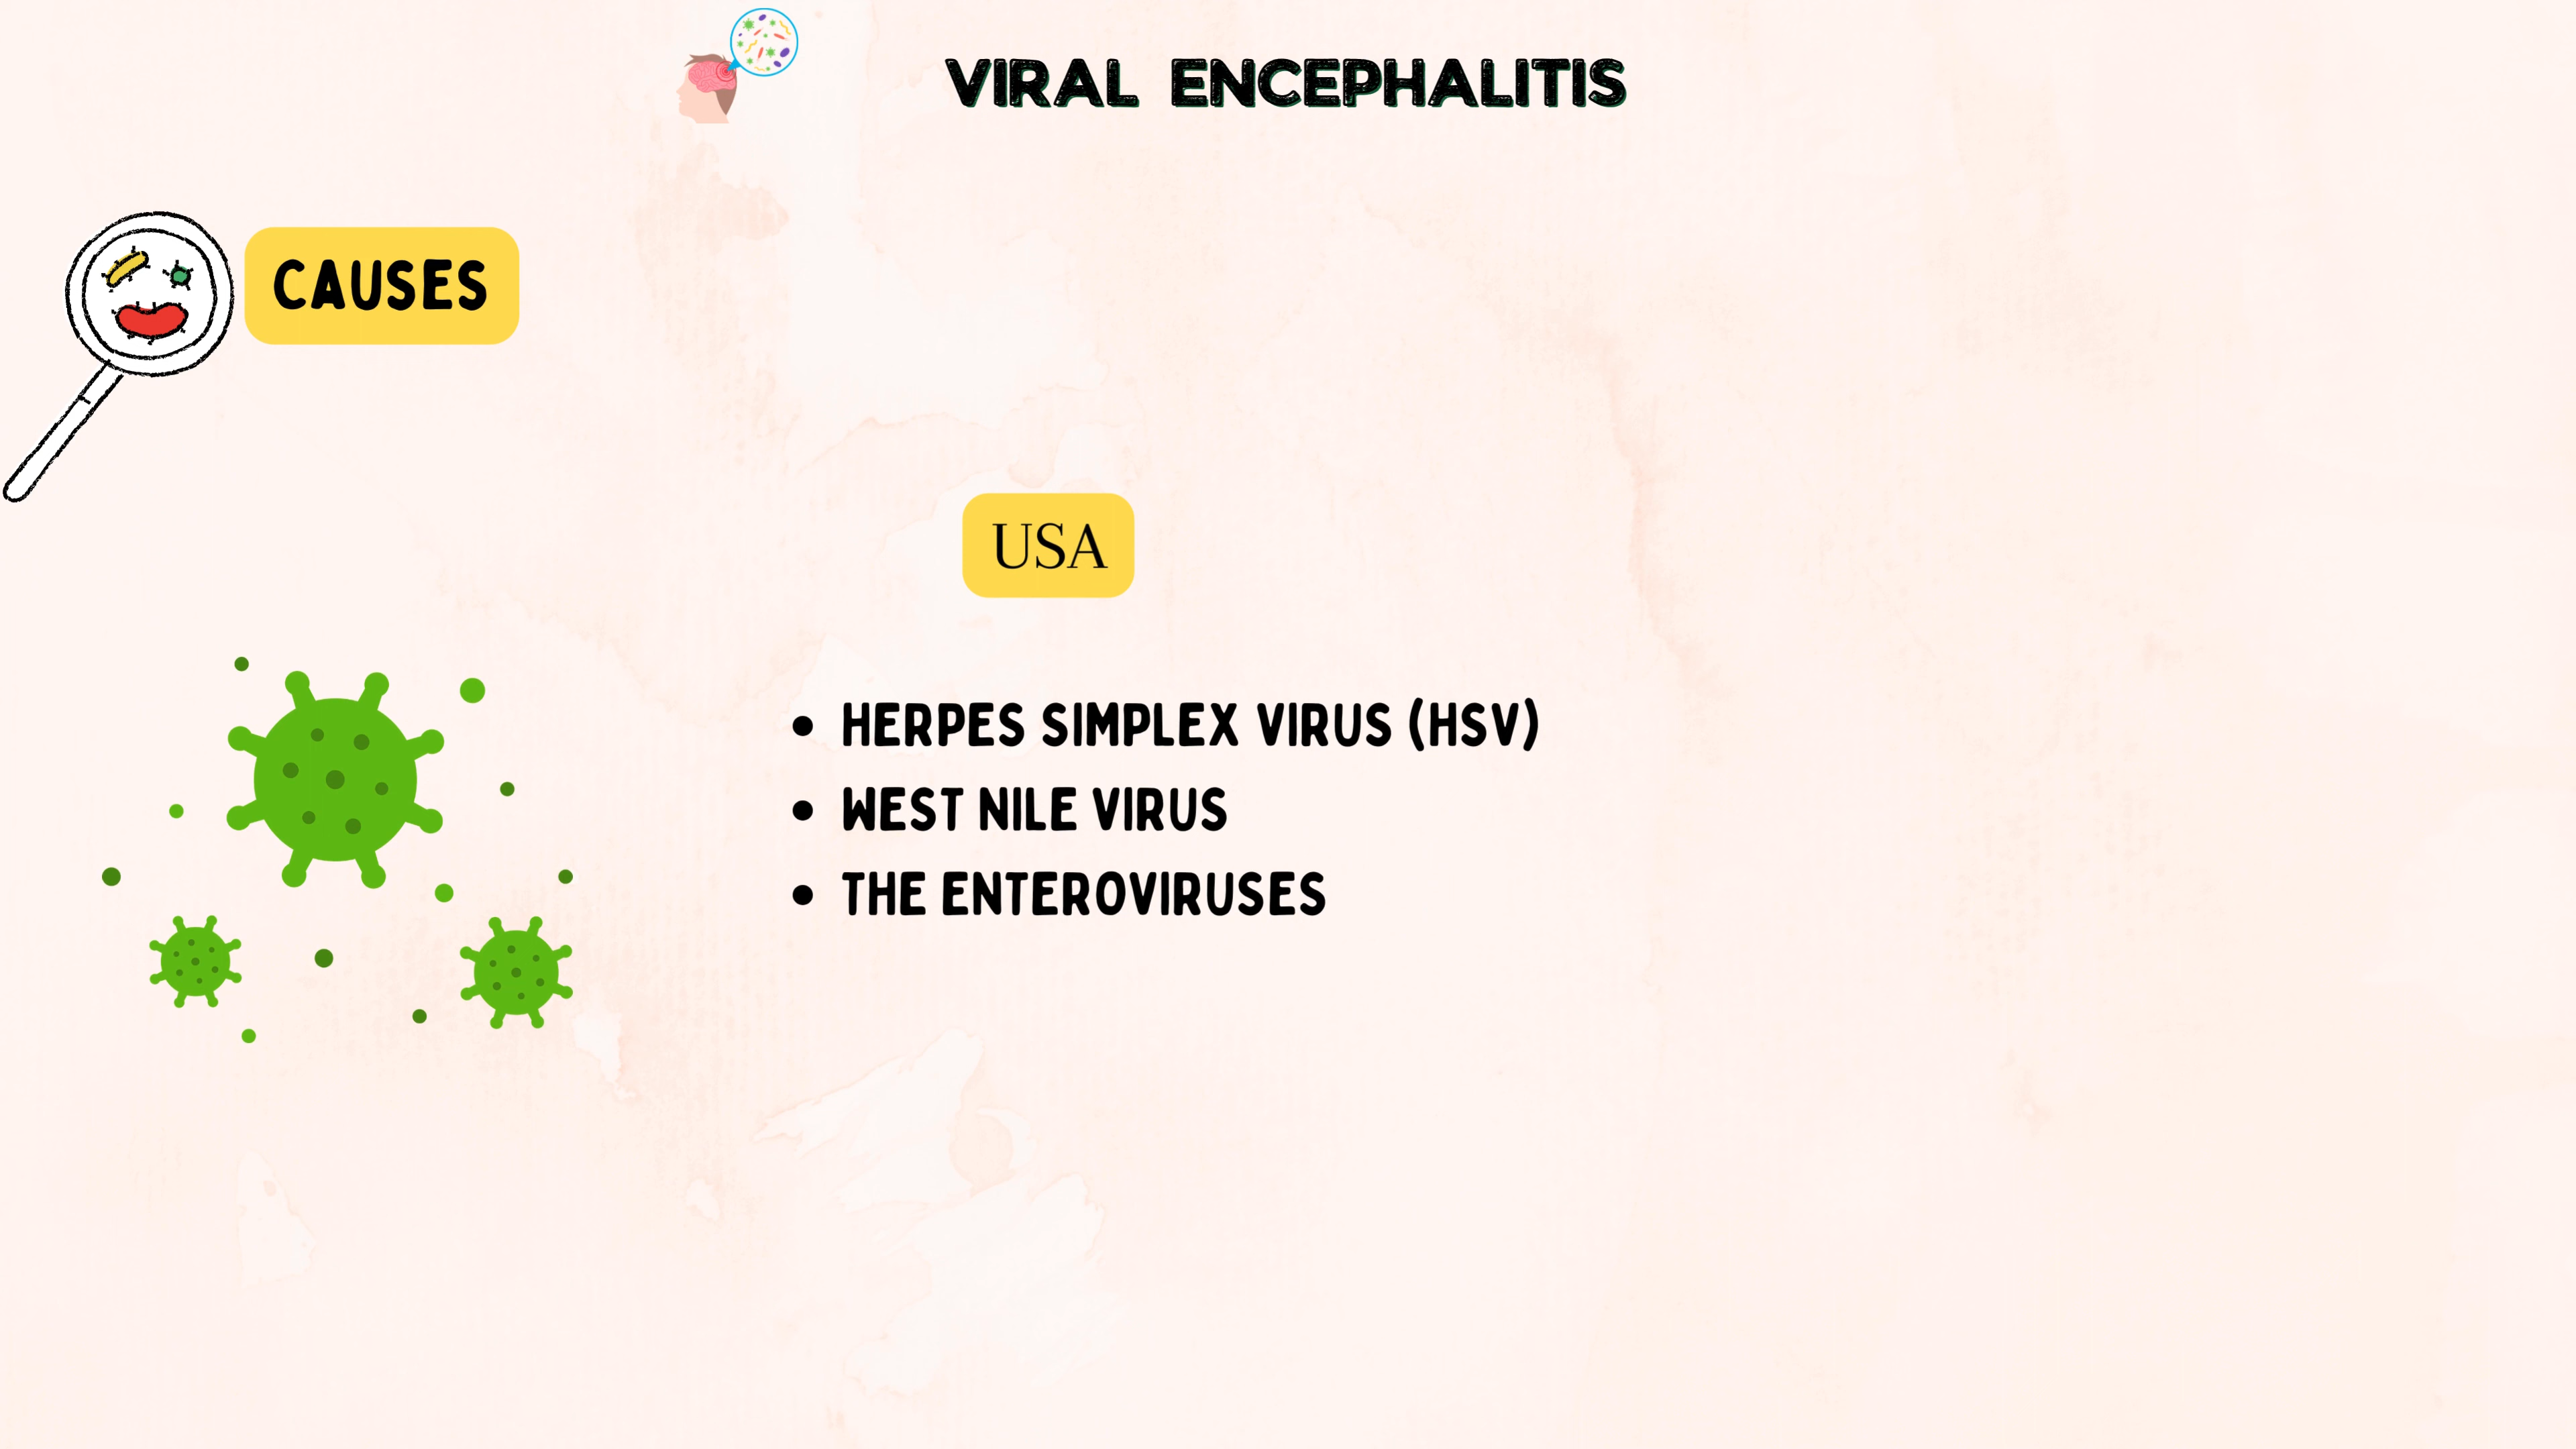 VIRAL ENCEPHALITIS
CAUSES
USA
• HERPES SIMPLEX VIRUS (HSV)
• WEST NILE VIRUS
• THE ENTEROVIRUSES